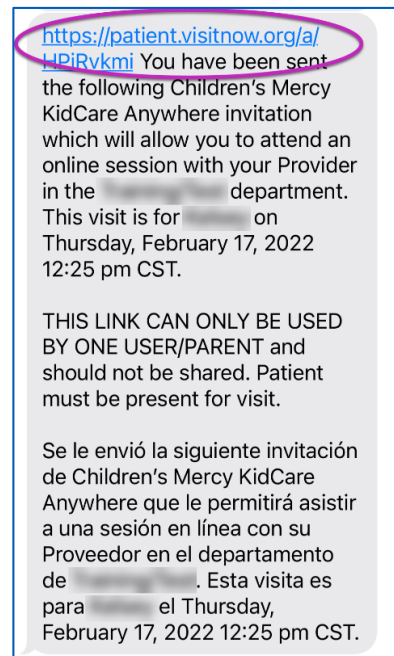 https://patient.visitnow.org/a/
HPiRvkmi You have been sent
the following Children's Mercy
KidCare Anywhere invitation
which will allow you to attend an
online session with your Provider
in the department.
This visit is for on
Thursday, February 17, 2022
12:25 pm CST.
THIS LINK CAN ONLY BE USED
BY ONE USER/PARENT and
should not be shared. Patient
must be present for visit.
Se le envió la siguiente invitación
de Children's Mercy KidCare
Anywhere que le permitirá asistir
a una sesión en línea con su
Proveedor en el departamento
de . Esta visita es
para el Thursday,
February 17, 2022 12:25 pm CST.